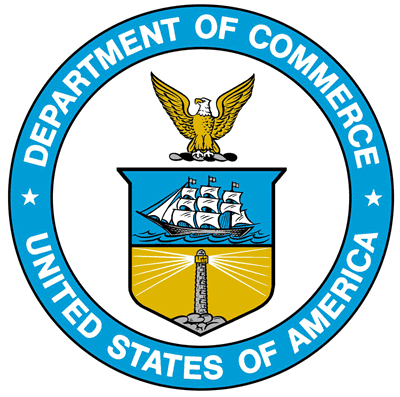 DEPARTMENT OF COMMERCE
UNITED STATES OF AMERICA